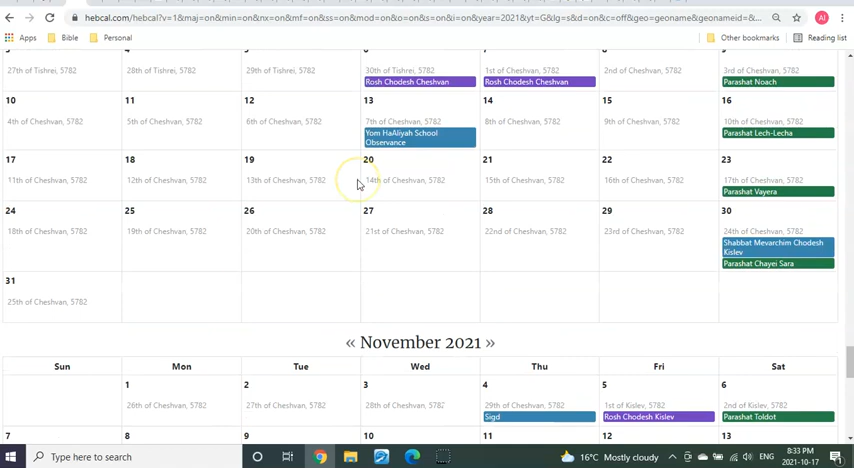 hebcal.com/hebcal?v=1&maj=on&min=on&nx=on&mf=on&ss=on&mod=on&o=on&s=on&i=on&year=2021&yt=G&lg=s&d=on&c=off&geo=geoname&geonameid=...
AI
Apps Bible Personal Other bookmarks Reading list
27th of Tishrei, 5782 28th of Tishrei, 5782 29th of Tishrei, 5782 30th of Tishrei, 5782 1st of Cheshvan, 5782 2nd of Cheshvan, 5782 3rd of Cheshvan, 5782
Rosh Chodesh Cheshvan Rosh Chodesh Cheshvan Parashat Noach
10 11 12 13 14 15 16
4th of Cheshvan, 5782 5th of Cheshvan, 5782 6th of Cheshvan, 5782 7th of Cheshvan, 5782 8th of Cheshvan, 5782 9th of Cheshvan, 5782 10th of Cheshvan, 5782
Yom HaAliyah School Parashat Lech-Lecha
Observance
17 18 19 20 21 22 23
11th of Cheshvan, 5782 12th of Cheshvan, 5782 13th of Cheshvan, 5782 14th of Cheshvan, 5782 15th of Cheshvan, 5782 16th of Cheshvan, 5782 17th of Cheshvan, 5782
Parashat Vayera
24 25 26 27 28 29 30
18th of Cheshvan, 5782 19th of Cheshvan, 5782 20th of Cheshvan, 5782 21st of Cheshvan, 5782 22nd of Cheshvan, 5782 23rd of Cheshvan, 5782 24th of Cheshvan, 5782
Shabbat Mevarchim Chodesh
Kislev
Parashat Chayei Sara
31
25th of Cheshvan, 5782
« November 2021 »
Sun Mon Tue Wed Thu Fri Sat
1 2 3 4 5 6
26th of Cheshvan, 5782 27th of Cheshvan, 5782 28th of Cheshvan, 5782 29th of Cheshvan, 5782 1st of Kislev, 5782 2nd of Kislev, 5782
Sigd Rosh Chodesh Kislev Parashat Toldot
7 8 9 10 11 12 13
Type here to search 16°C Mostly cloudy ENG 8:33 PM
2021-10-17 1